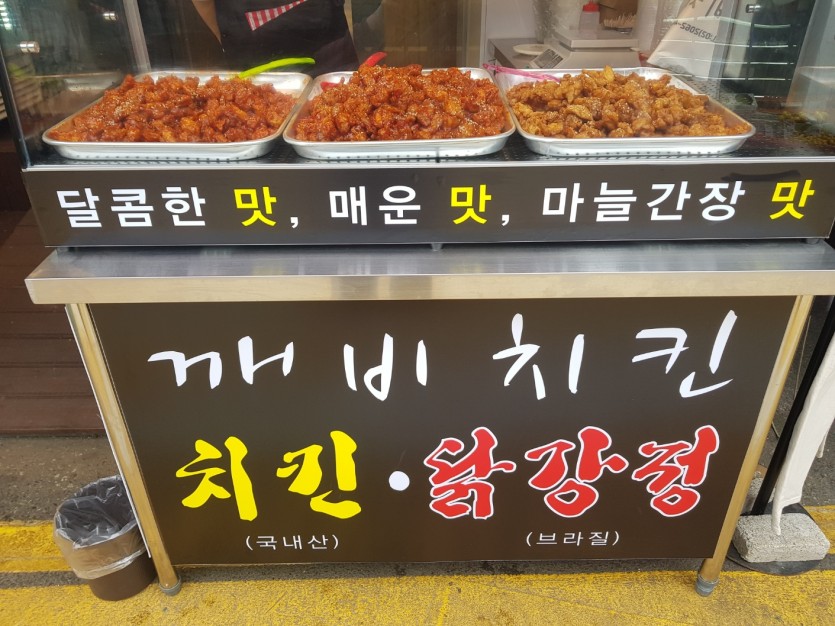 달콤한 맛, 매운 맛, 마늘간장 맛
깨비치킨
치킨·닭강정
(국내산) (브라질)